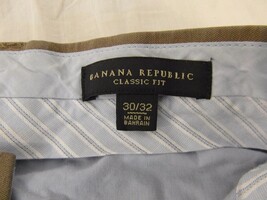 BANANA REPUBLIC
CLASSIC FIT
30/32
MADE IN
BAHRAIN